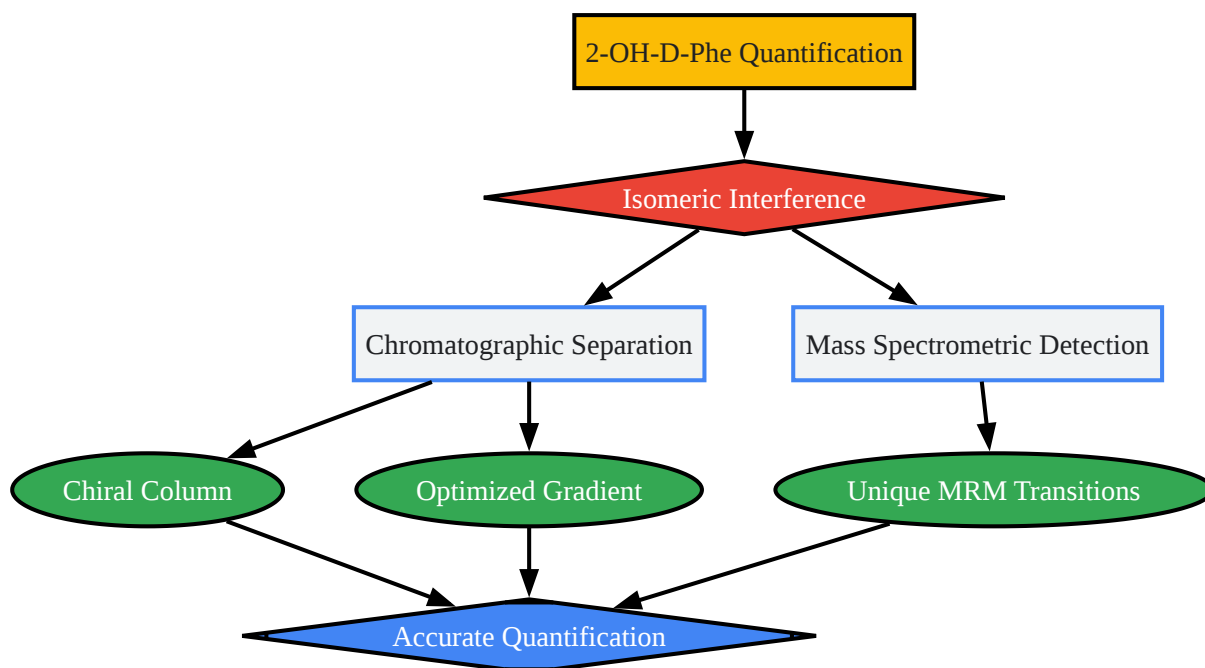 2-OH-D-Phe Quantification
Isomeric Interference
Chromatographic Separation
Mass Spectrometric Detection
Chiral Column
Optimized Gradient
Unique MRM Transitions
Accurate Quantification